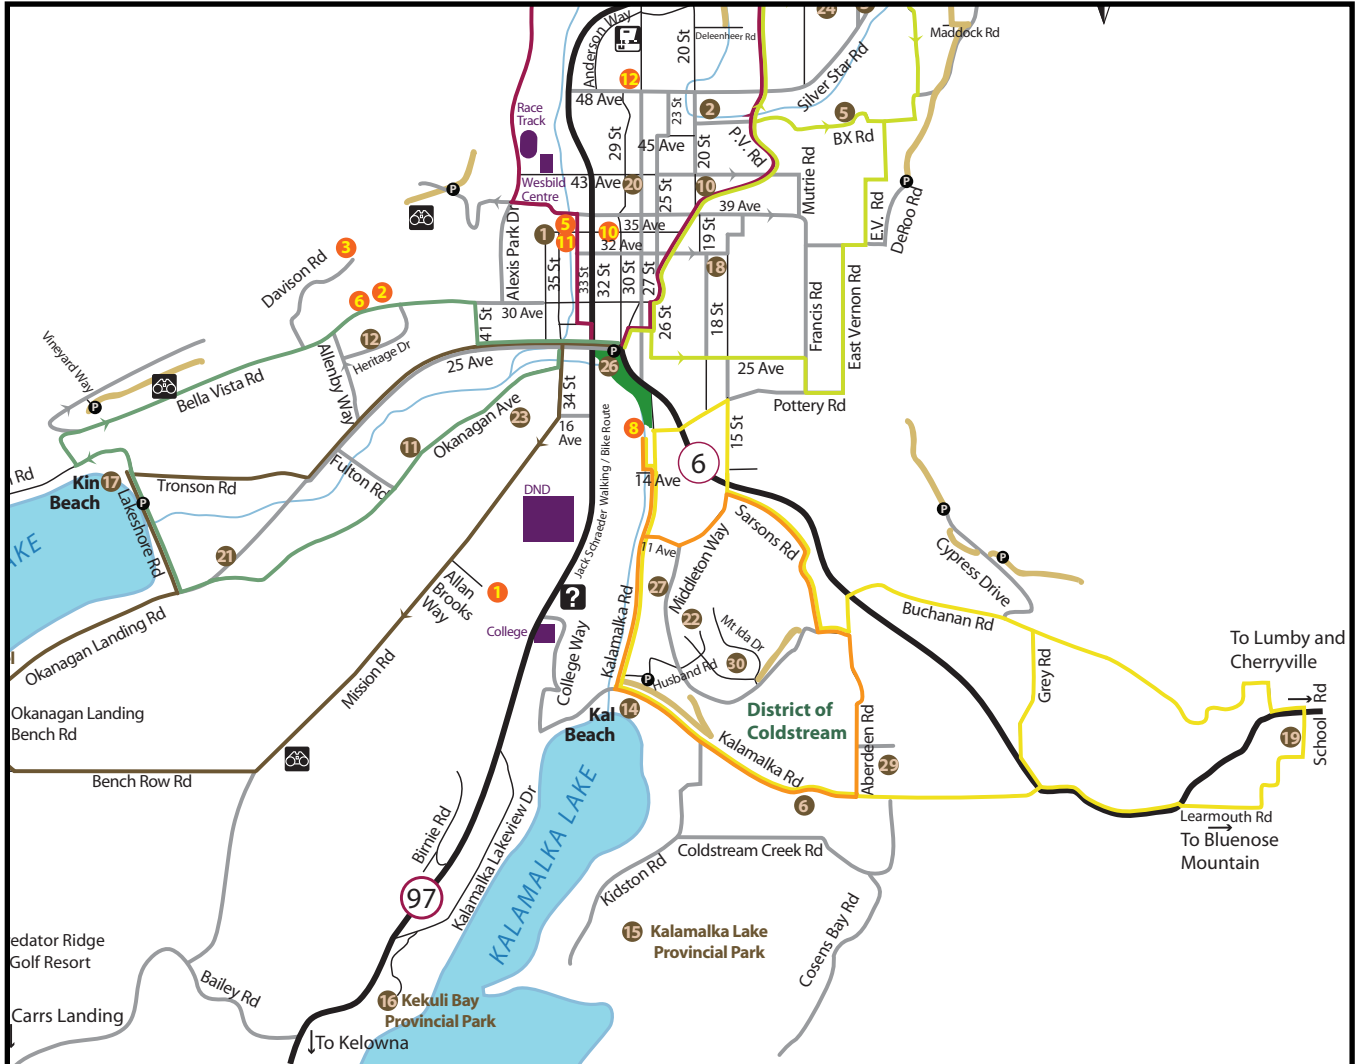 24
Maddock Rd
Anderson Way
20 St
Deleenheer Rd
Silver Star Rd
12
48 Ave
23 St
2
5
BX Rd
Race
Track
29 St
45 Ave
20 St
P.V. Rd
Mutrie Rd
P
Wesbild
Centre
43 Ave
20
25 St
10
39 Ave
E.V. Rd
P
DeRoo Rd
Alexis Park Dr
5
1
11
10
35 Ave
32 Ave
19 St
3
Davison Rd
35 St
33 St
32 St
30 St
27 St
18
6
2
30 Ave
41 St
26 St
18 St
Francis Rd
East Vernon Rd
12
Heritage Dr
Allenby Way
Vineyard Way
P
Bella Vista Rd
25 Ave
P
26
25 Ave
34 St
Pottery Rd
Okanagan Ave
23
16
Ave
8
15 St
11
Jack Schraeder Walking / Bike Route
6
Rd
Kin
Beach
17
Tronson Rd
Fulton Rd
14 Ave
DND
P
Lakeshore Rd
Sarsons Rd
P
Cypress Drive
P
AKE
21
11 Ave
Middleton Way
Allan
Brooks
Way
1
?
27
Kalamalka Rd
22
Buchanan Rd
Okanagan Landing Rd
College
College Way
Mt Ida Dr
30
Husband Rd
P
Grey Rd
To Lumby and
Cherryville
Mission Rd
Okanagan Landing
Bench Rd
Kal
Beach
14
District of
Coldstream
School Rd
19
Kalamalka Rd
Aberdeen Rd
29
Bench Row Rd
6
Learmouth Rd
To Bluenose
Mountain
Birnie Rd
Kalamalka Lakeview Dr
KALAMALKA LAKE
Coldstream Creek Rd
Kidston Rd
97
Cosens Bay Rd
15
Kalamalka Lake
Provincial Park
edator Ridge
Golf Resort
Bailey Rd
16
Kekuli Bay
Provincial Park
Carrs Landing
To Kelowna